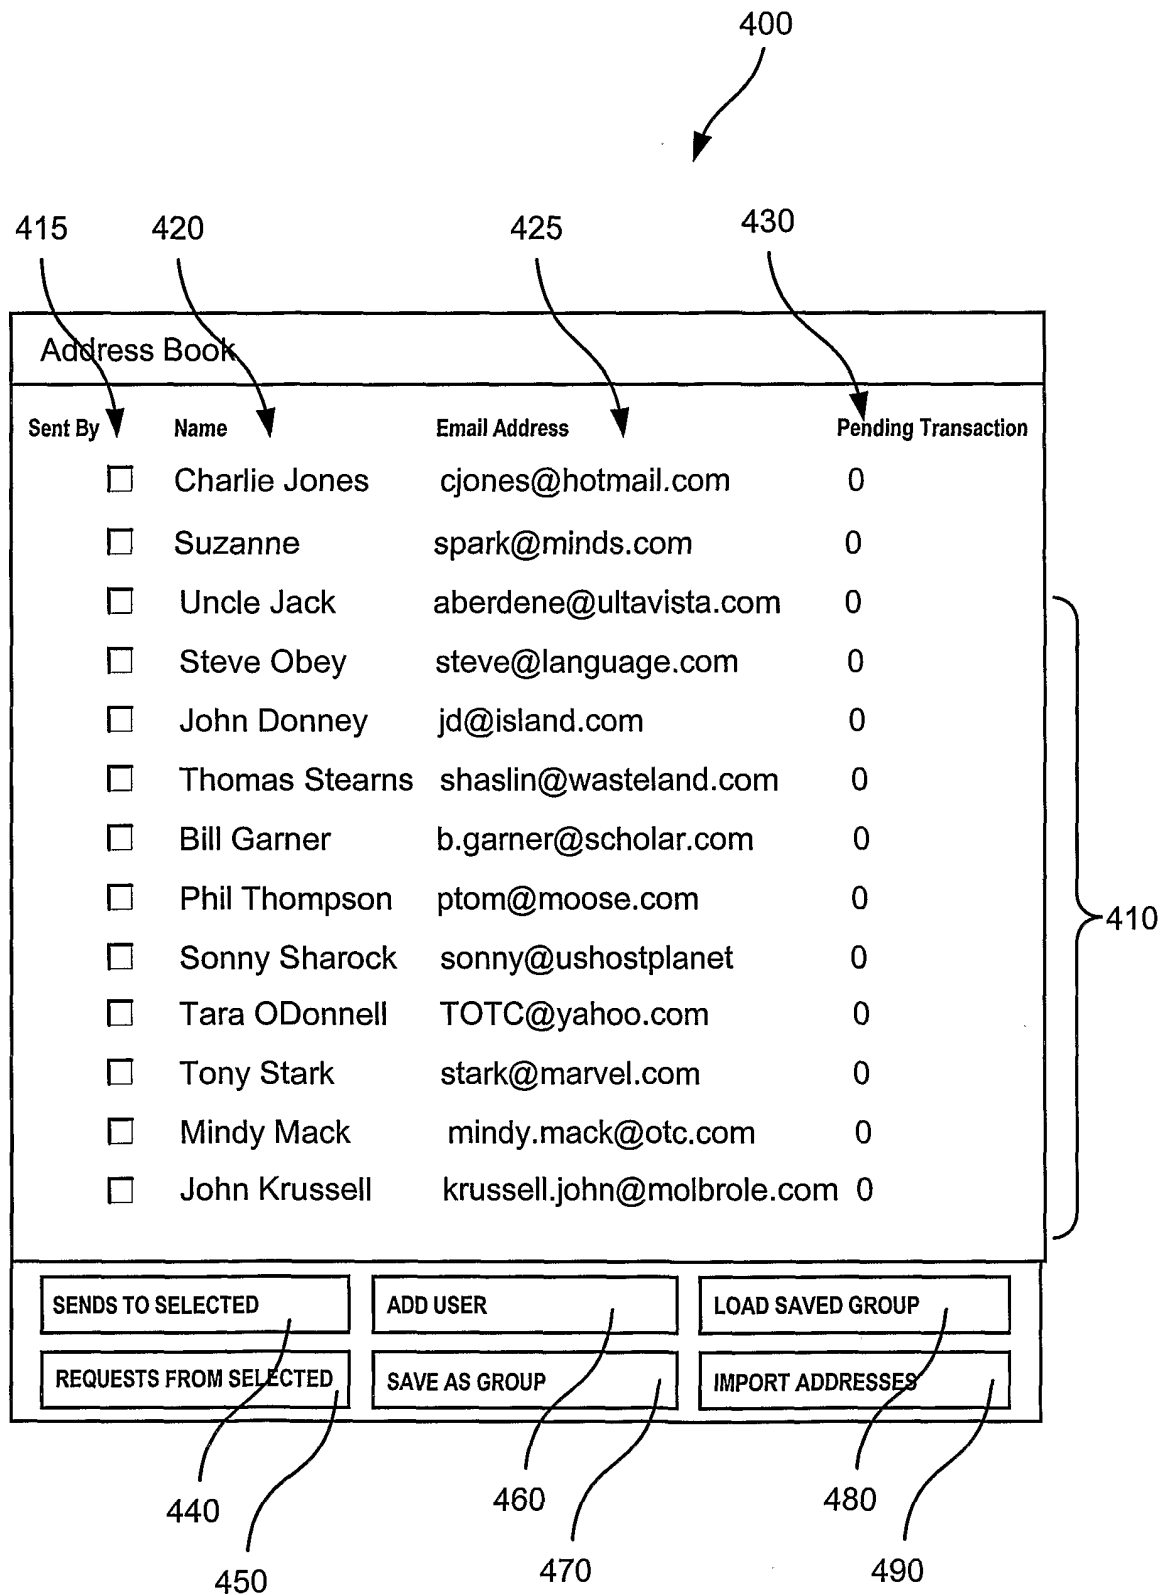 400
415 420 425 430
Address Book
Sent By Name Email Address Pending Transaction
Charlie Jones cjones@hotmail.com 0
Suzanne spark@minds.com 0
Uncle Jack aberdene@ultavista.com 0
Steve Obey steve@language.com 0
John Donney jd@island.com 0
Thomas Stearns shaslin@wasteland.com 0
Bill Garner b.garner@scholar.com 0
Phil Thompson ptom@moose.com 0
410
Sonny Sharock sonny@ushostplanet 0
Tara ODonnell TOTC@yahoo.com 0
Tony Stark stark@marvel.com 0
Mindy Mack mindy.mack@otc.com 0
John Krussell krussell.john@molbrole.com 0
SENDS TO SELECTED ADD USER LOAD SAVED GROUP
REQUESTS FROM SELECTED SAVE AS GROUP IMPORT ADDRESSES
440 460 480
450 470 490